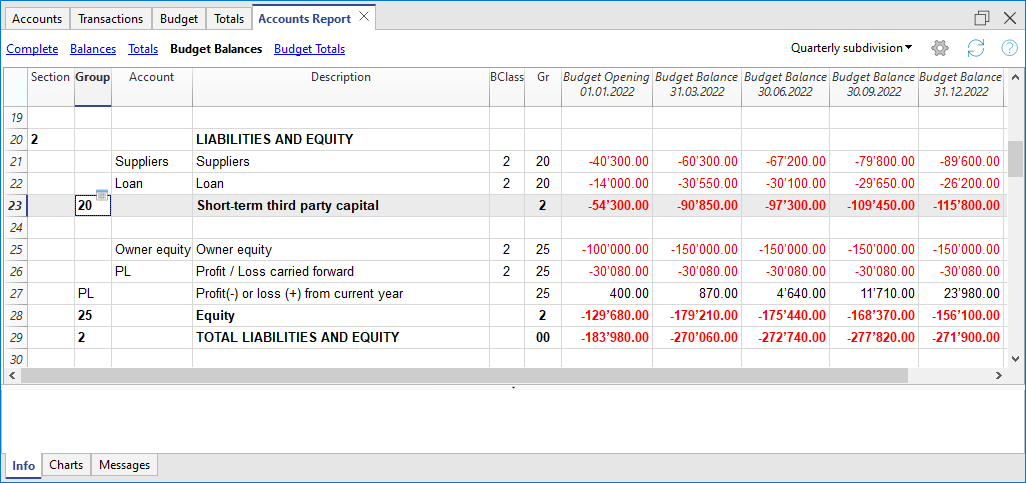 Accounts Transactions Budget Totals Accounts Report
Complete Balances Totals Budget Balances Budget Totals Quarterly subdivision
Section Group Account Description BClass Gr Budget Opening Budget Balance Budget Balance Budget Balance Budget Balance
01.01.2022 31.03.2022 30.06.2022 30.09.2022 31.12.2022
19
20 2 LIABILITIES AND EQUITY
21 Suppliers Suppliers 2 20 -40’300.00 -60’300.00 -67’200.00 -79’800.00 -89’600.00
22 Loan Loan 2 20 -14’000.00 -30’550.00 -30’100.00 -29’650.00 -26’200.00
23 20 Short-term third party capital 2 -54’300.00 -90’850.00 -97’300.00 -109’450.00 -115’800.00
24
25 Owner equity Owner equity 2 25 -100’000.00 -150’000.00 -150’000.00 -150’000.00 -150’000.00
26 PL Profit / Loss carried forward 2 25 -30’080.00 -30’080.00 -30’080.00 -30’080.00 -30’080.00
27 PL Profit(-) or loss (+) from current year 25 400.00 870.00 4’640.00 11’710.00 23’980.00
28 25 Equity 2 -129’680.00 -179’210.00 -175’440.00 -168’370.00 -156’100.00
29 2 TOTAL LIABILITIES AND EQUITY 00 -183’980.00 -270’060.00 -272’740.00 -277’820.00 -271’900.00
30
Info Charts Messages